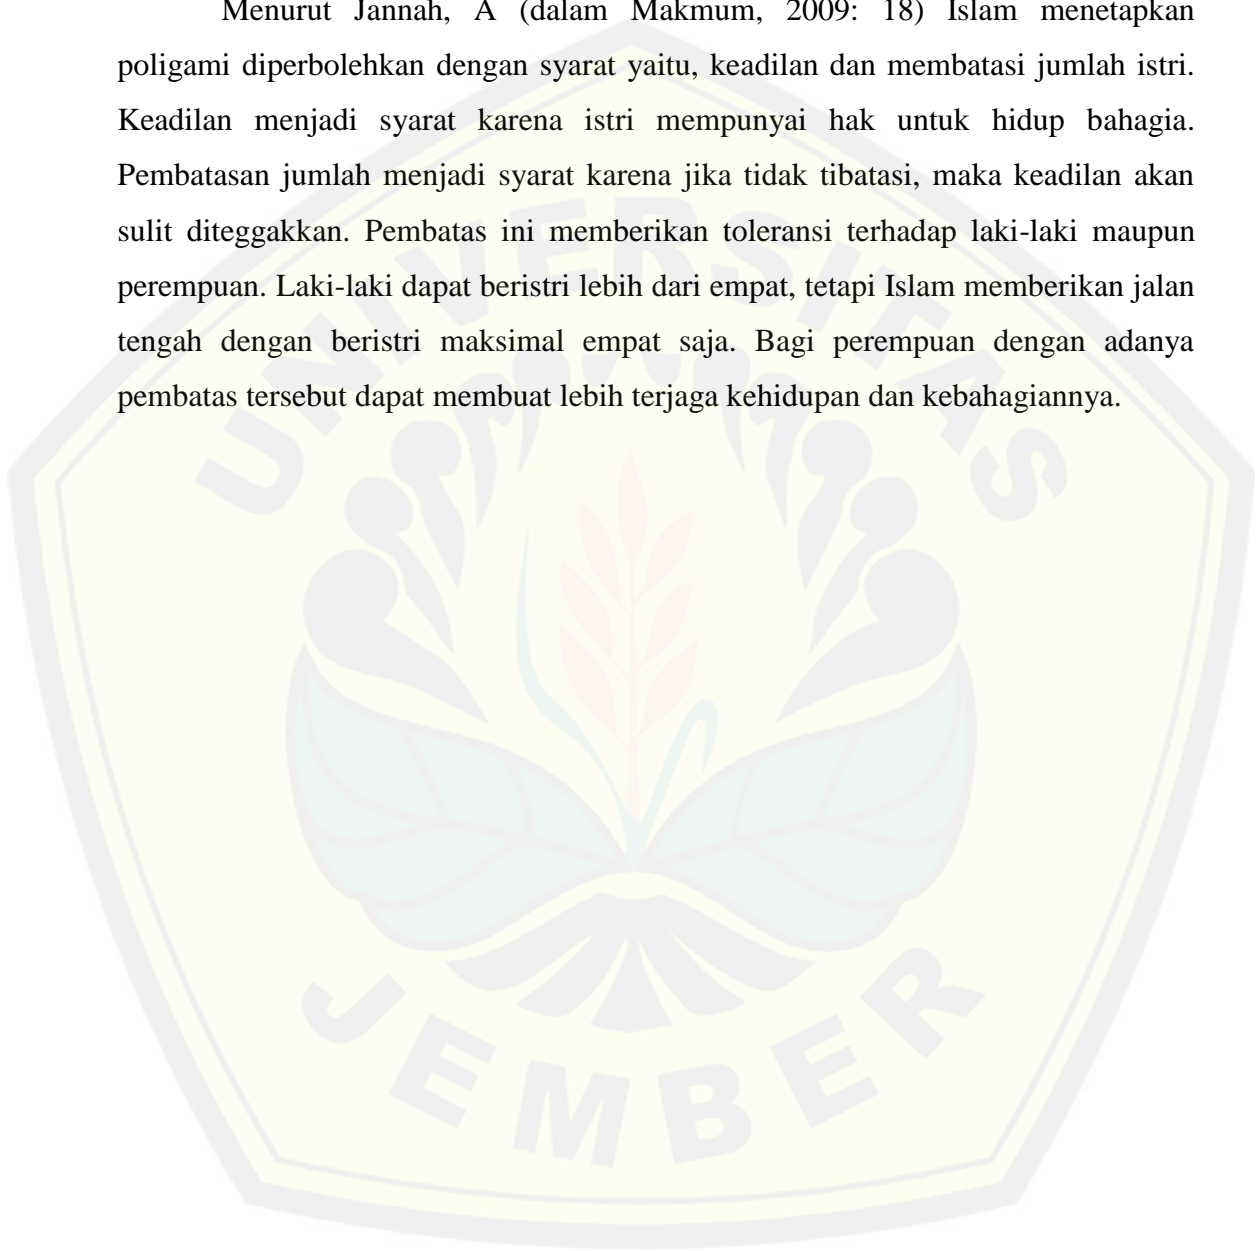 Menurut Jannah, A (dalam Makmum, 2009: 18) Islam menetapkan
poligami diperbolehkan dengan syarat yaitu, keadilan dan membatasi jumlah istri.
Keadilan menjadi syarat karena istri mempunyai hak untuk hidup bahagia.
Pembatasan jumlah menjadi syarat karena jika tidak tibatasi, maka keadilan akan
sulit diteggakkan. Pembatas ini memberikan toleransi terhadap laki-laki maupun
perempuan. Laki-laki dapat beristri lebih dari empat, tetapi Islam memberikan jalan
tengah dengan beristri maksimal empat saja. Bagi perempuan dengan adanya
pembatas tersebut dapat membuat lebih terjaga kehidupan dan kebahagiannya.
UNIVERSITAS
JEMBER